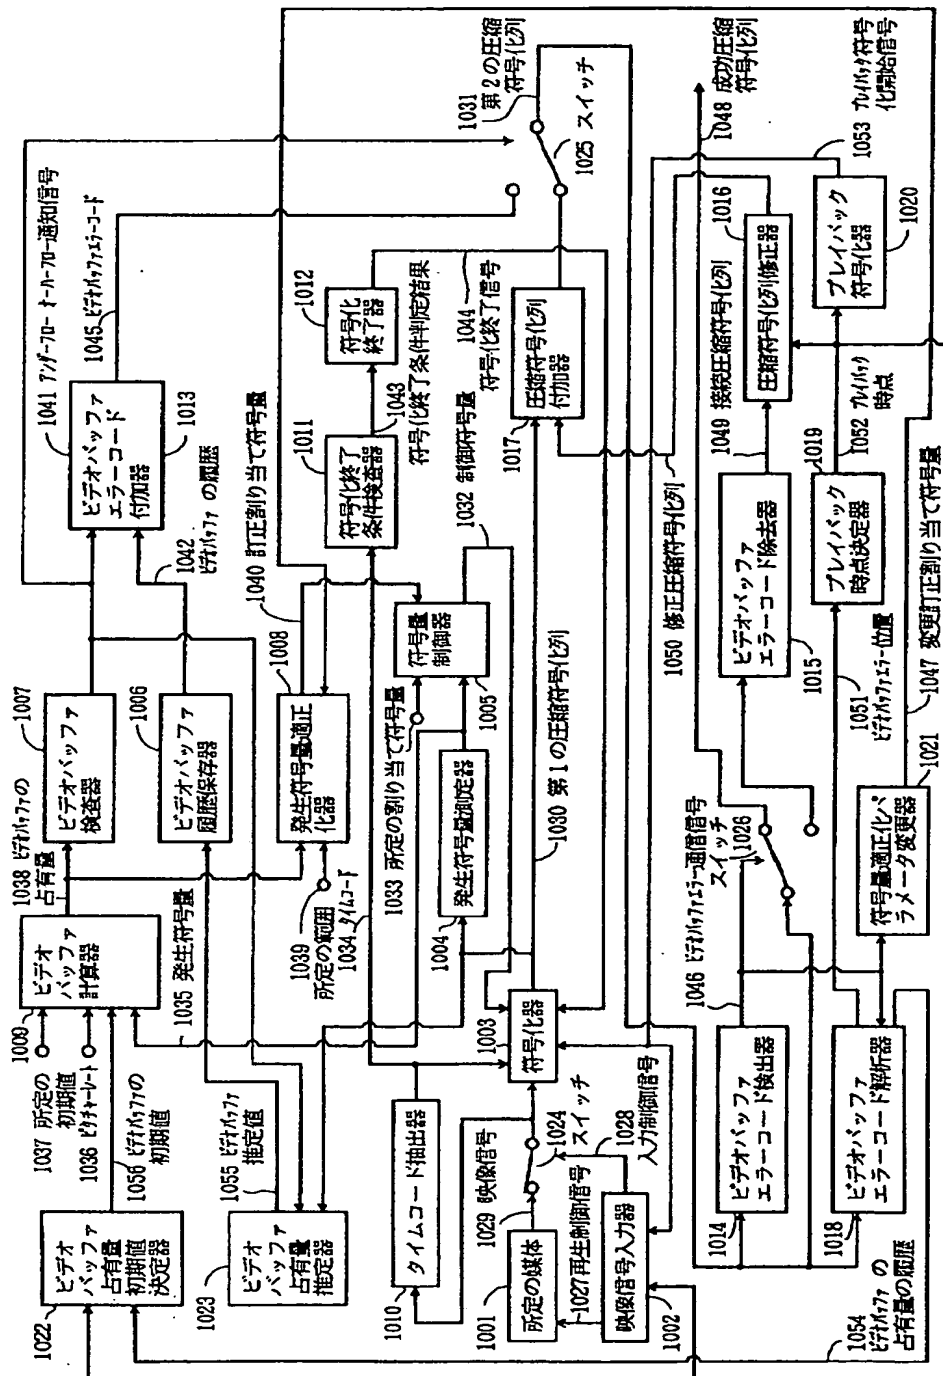 1022
ビデオ
バッファ
占有量
初期値
決定器
1037 所定の
初期値
1036 ピクチャーレート
1056 ビデオバッファの
初期値
1009
ビデオ
バッファ
計算器
1038 ビデオバッファの
占有量
1007
ビデオバッファ
検査器
1041 アンダーフロー オーバーフロー通知信号
1045 ビデオバッファエラーコード
ビデオバッファ
エラーコード
付加器
1013
1042
ビデオバッファ の履歴
1006
ビデオバッファ
履歴保存器
1035 発生符号量
1023
ビデオ
バッファ
占有量
推定器
1055 ビデオバッファ
推定値
1039
所定の範囲
1034 タイムコード
1008
発生符号量適正
化器
1040 訂正割り当て符号量
1033 所定の割り当て符号量
1011
符号化終了
条件検査器
1043
符号化終了条件判定結果
1012
符号化
終了器
1044
符号化終了信号
1031
第2の圧縮
符号化列
1025 スイッチ
1010
タイムコード抽出器
1004
発生符号量測定器
符号量
制御器
1005
1032 制御符号量
1001
所定の媒体
1029 映像信号
1024
スイッチ
1027再生制御信号
1028
入力制御信号
映像信号入力器
1002
1003
符号化器
1030 第1の圧縮符号化列
1017
圧縮符号化列
付加器
1050 修正圧縮符号化列
1048 成功圧縮
符号化列
1014
ビデオバッファ
エラーコード検出器
1046 ビデオバッファエラー通信信号
スイッチ
1026
ビデオバッファ
エラーコード除去器
1015
1049 接続圧縮符号化列
1016
圧縮符号化列修正器
1053 プレイバック符号
化開始信号
1018
ビデオバッファ
エラーコード解析器
1054 ビデオバッファ の
占有量の履歴
符号量適正化パ
ラメータ変更器
1021
1051
ビデオバッファエラー位置
1019
プレイバック
時点決定器
1052 プレイバック
時点
プレイバック
符号化器
1020
1047 変更訂正割り当て符号量